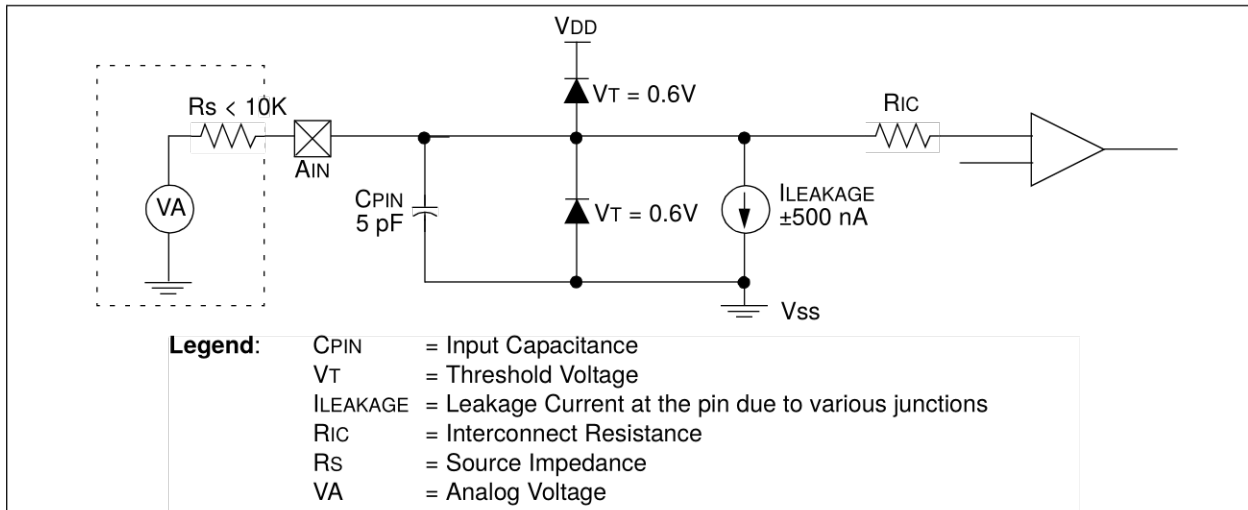 VDD
VT = 0.6V
RS < 10K
RIC
AIN
VA
CPIN
5 pF
VT = 0.6V
ILEAKAGE
±500 nA
VSS
Legend:
CPIN = Input Capacitance
VT = Threshold Voltage
ILEAKAGE = Leakage Current at the pin due to various junctions
RIC = Interconnect Resistance
RS = Source Impedance
VA = Analog Voltage